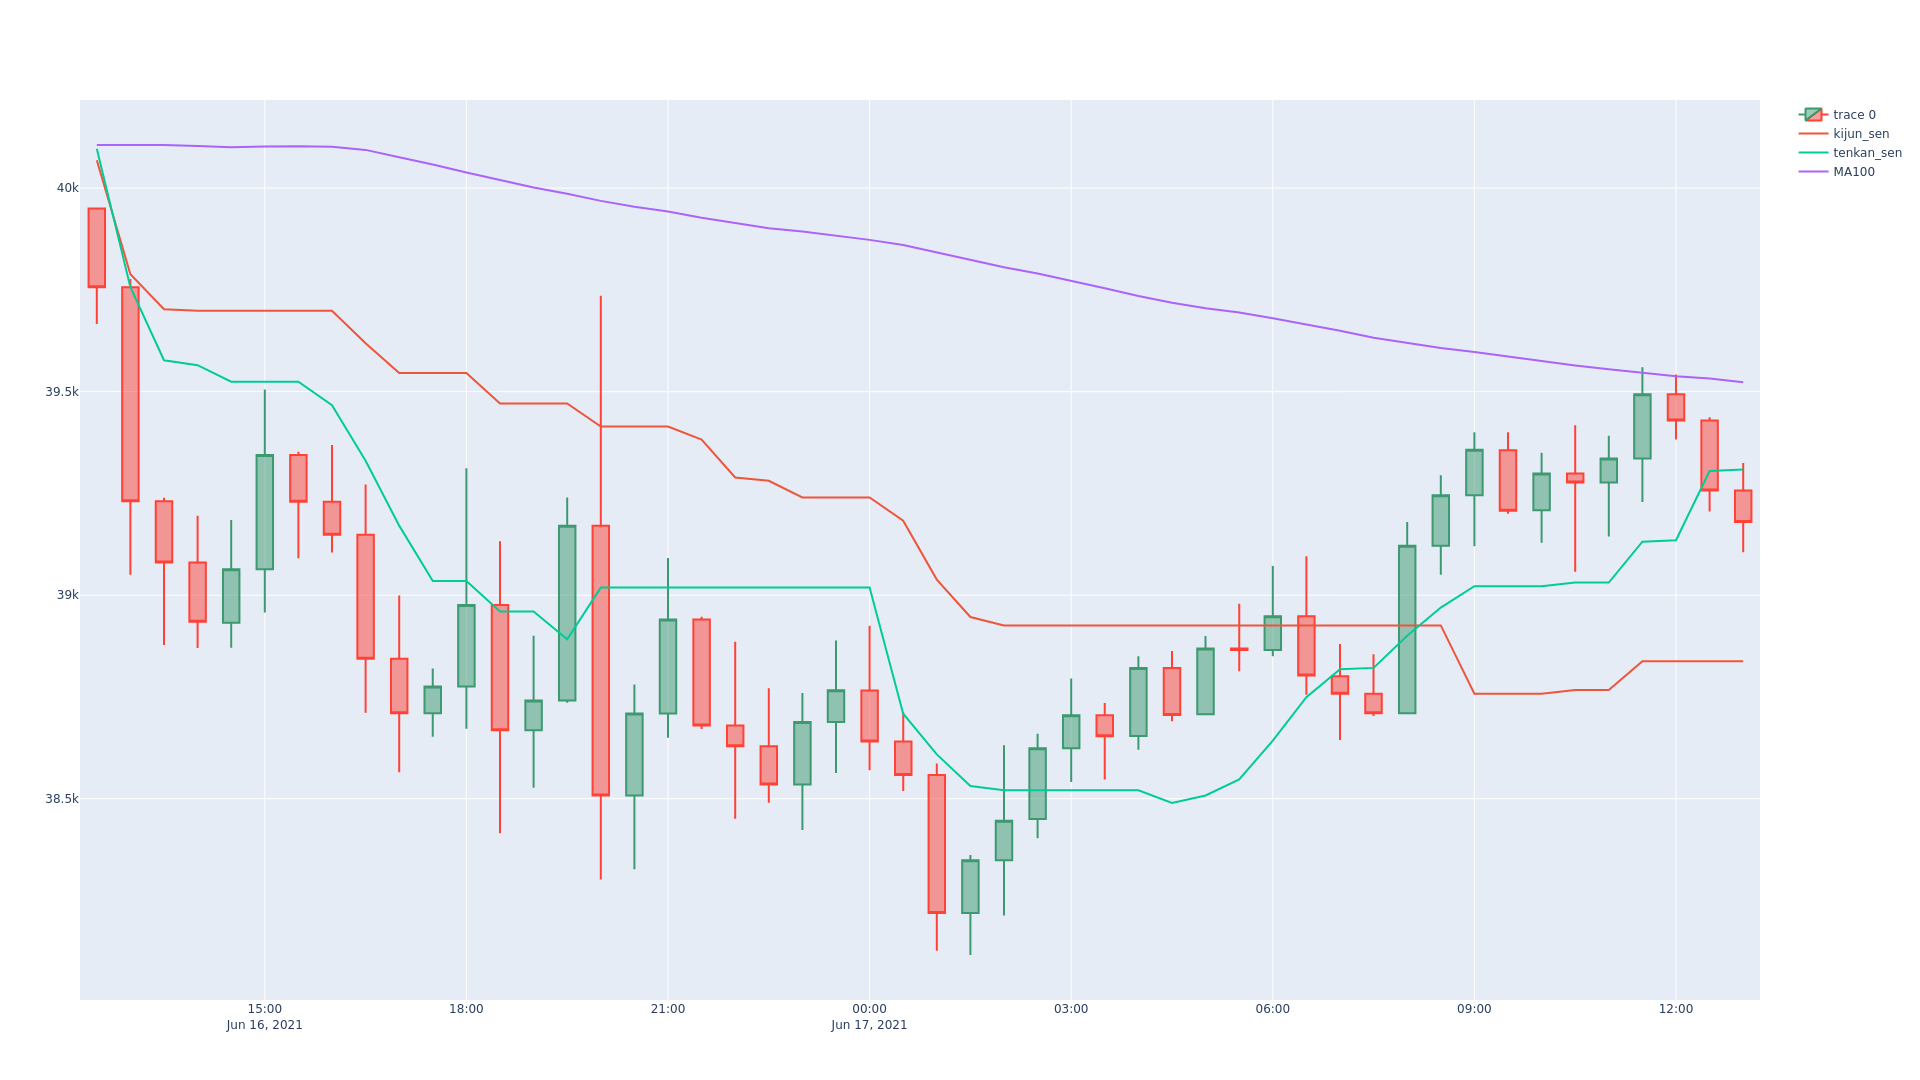 trace 0
kijun_sen
tenkan_sen
MA100
40k
39.5k
39k
38.5k
15:00 18:00 21:00 00:00 03:00 06:00 09:00 12:00
Jun 16, 2021 Jun 17, 2021